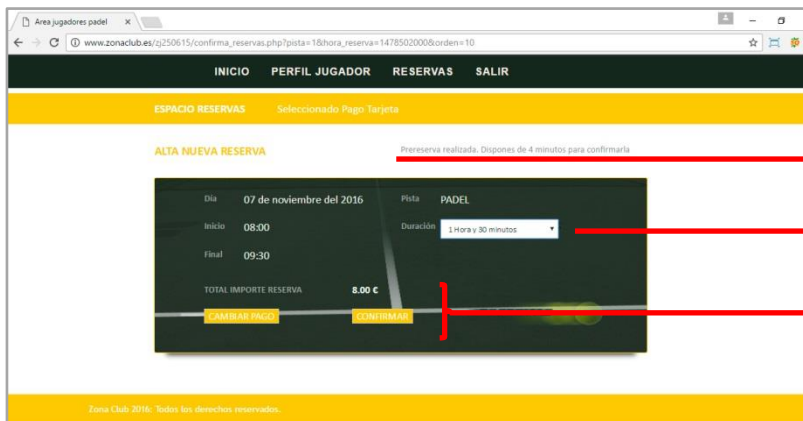 Area jugadores padel
www.zonaclub.es/zj250615/confirma_reservas.php?pista=18&hora_reserva=1478502000&orden=10
INICIO PERFIL JUGADOR RESERVAS SALIR
ESPACIO RESERVAS Seleccionado Pago Tarjeta
ALTA NUEVA RESERVA Prereserva realizada. Dispones de 4 minutos para confirmarla
Día 07 de noviembre del 2016 Pista PADEL
Inicio 08:00 Duración 1 Hora y 30 minutos
Final 09:30
TOTAL IMPORTE RESERVA 8.00 €
CAMBIAR PAGO CONFIRMAR
Zona Club 2016: Todos los derechos reservados.